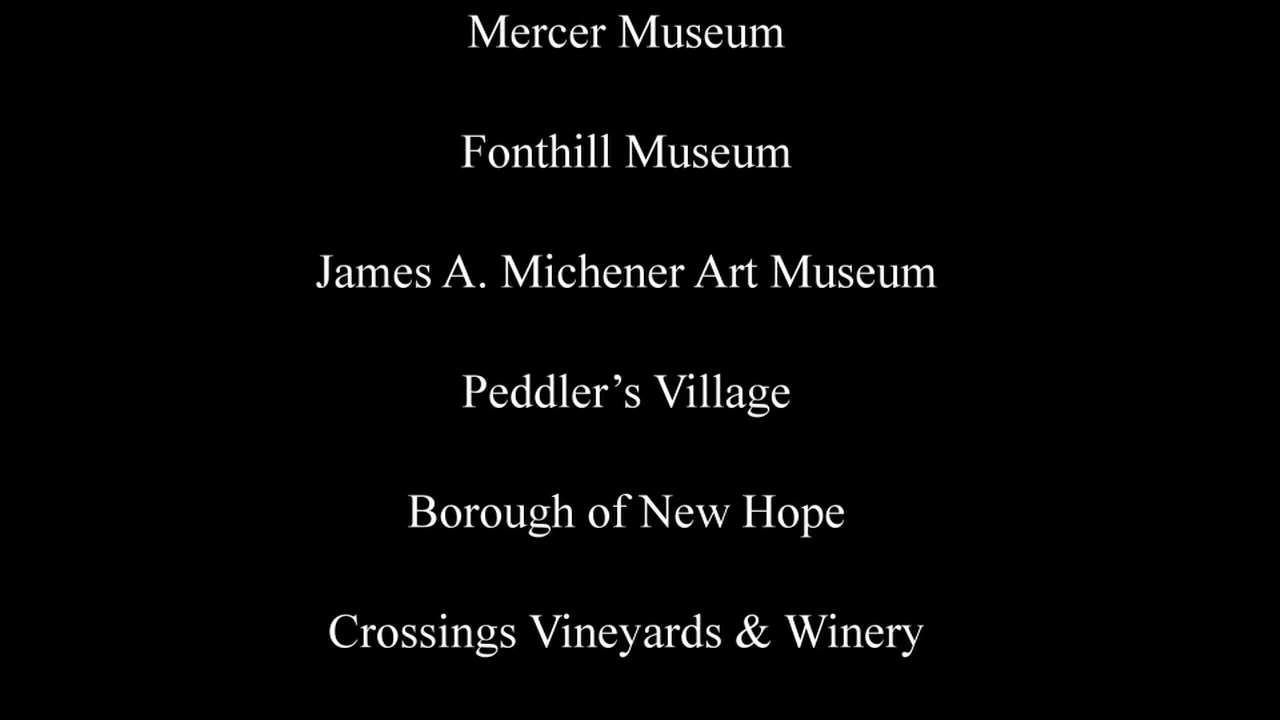 Mercer Museum
Fonthill Museum
James A. Michener Art Museum
Peddler’s Village
Borough of New Hope
Crossings Vineyards & Winery